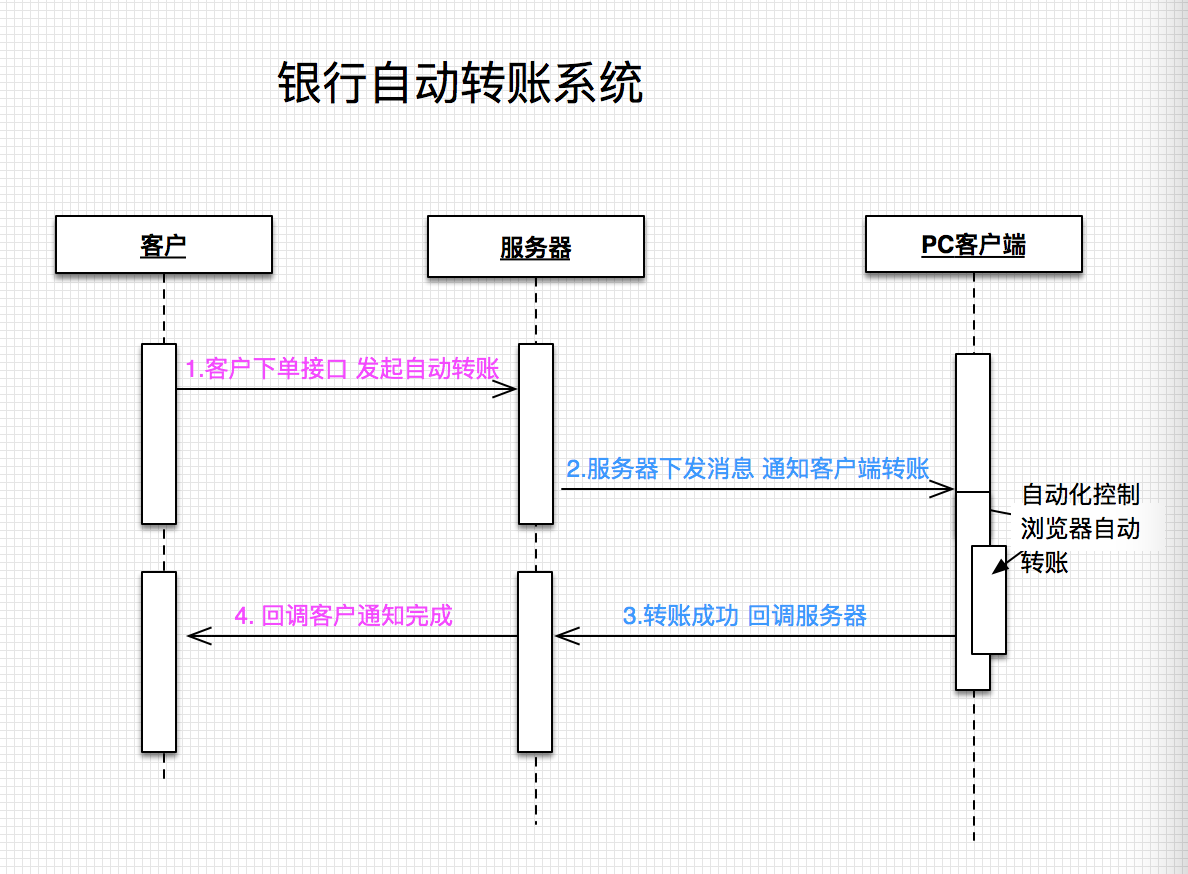 银行自动转账系统
客户
服务器
PC客户端
1.客户下单接口 发起自动转账
2.服务器下发消息 通知客户端转账
自动化控制
浏览器自动
转账
4. 回调客户通知完成
3.转账成功 回调服务器